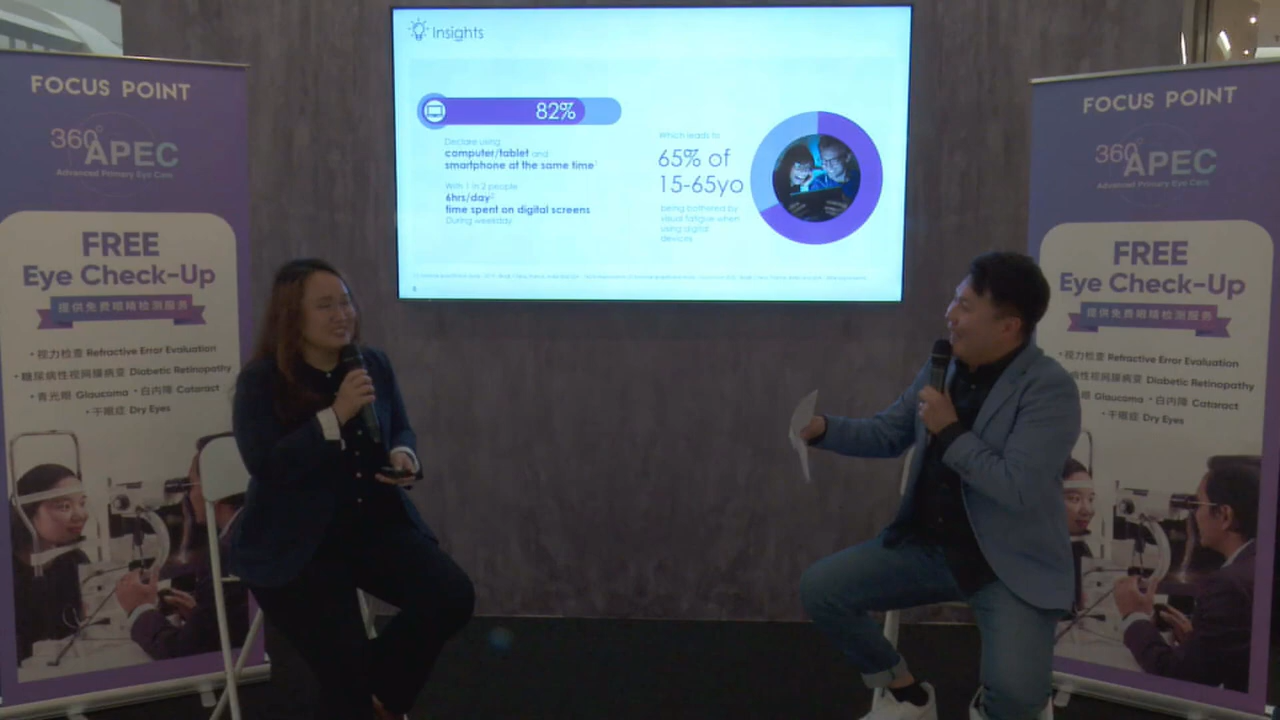 FOCUS POINT
360°
APEC
Advanced Primary Eye Care
FREE
Eye Check-Up
提供免费眼睛检测服务
• 视力检查 Refractive Error Evaluation
• 糖尿病性视网膜病变 Diabetic Retinopathy
• 青光眼 Glaucoma • 白内障 Cataract
• 干眼症 Dry Eyes
Insights
82%
Declare using
computer/tablet and
smartphone at the same time
With 1 in 2 people
6hrs/day
time spent on digital screens
During weekday
Which leads to
65% of
15-65yo
being bothered by
visual fatigue when
using digital
devices
8
FOCUS POINT
360°
APEC
Advanced Primary Eye Care
FREE
Eye Check-Up
提供免费眼睛检测服务
• 视力检查 Refractive Error Evaluation
病性视网膜病变 Diabetic Retinopathy
眼 Glaucoma • 白内障 Cataract
• 干眼症 Dry Eyes